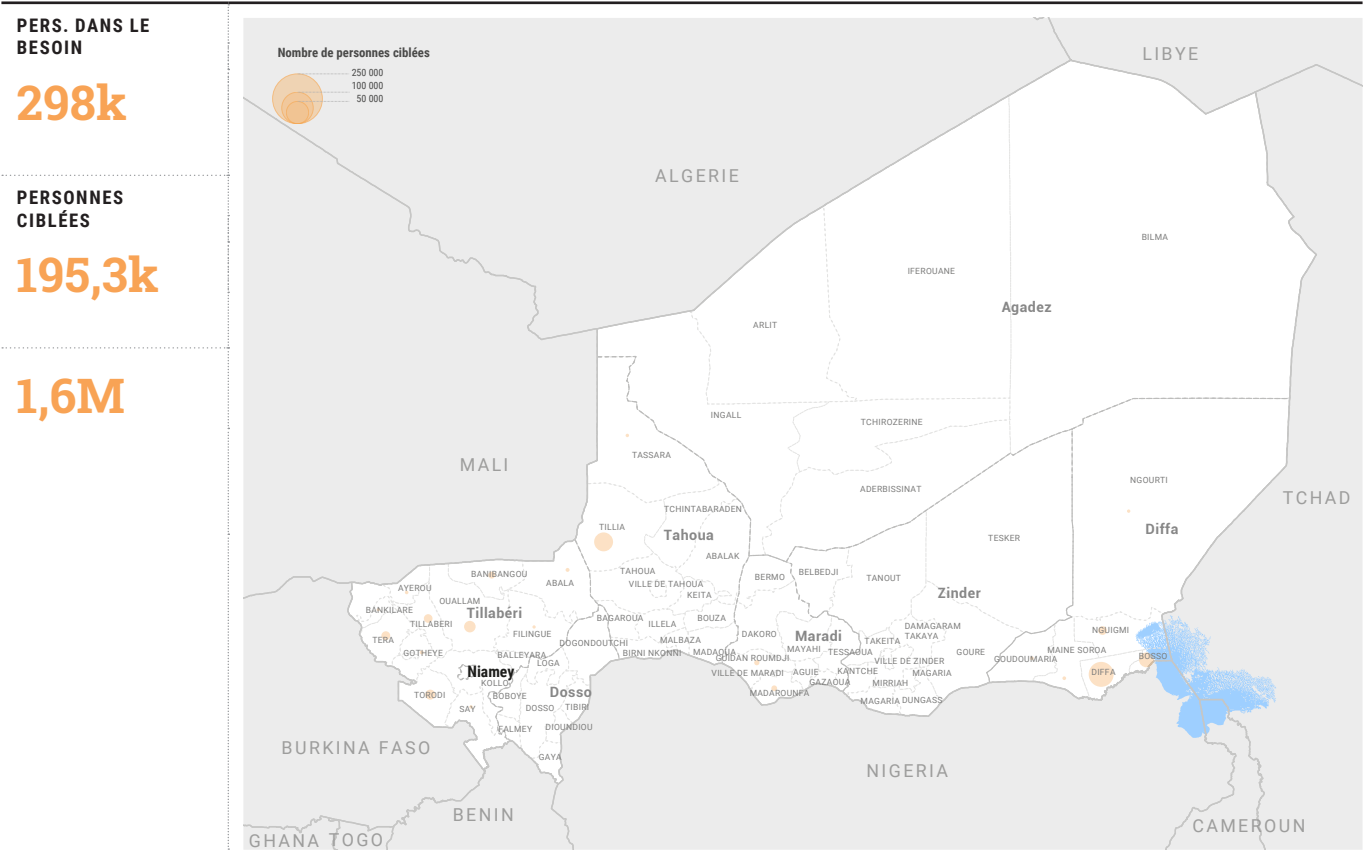 PERS. DANS LE
BESOIN
298k
PERSONNES
CIBLÉES
195,3k
1,6M
Nombre de personnes ciblées
250 000
100 000
50 000
LIBYE
ALGERIE
BILMA
IFEROUANE
Agadez
ARLIT
INGALL
TCHIROZERINE
MALI
TASSARA
ADERBISSINAT
NGOURTI
TCHAD
TCHINTABARADEN
TILLIA
Tahoua
Diffa
TESKER
ABALAK
BANIBANGOU
TAHOUA
BELBEDJI
ABALA
VILLE DE TAHOUA
BERMO
TANOUT
AYEROU
KEITA
Zinder
OUALLAM
BANKILARE
Tillabéri
TILLABERI
BAGAROUA
ILLELA
BOUZA
DAMAGARAM
TAKAYA
NGUIGMI
FILINGUE
DAKORO
Maradi
TERA
DOGONDOUTCHI
MALBAZA
TAKEITA
MAYAHI
MAINE SOROA
GOTHEYE
BALLEYARA
BIRNI NKONNI
MADAOUA
TESSAOUA
GOURE
BOSSO
GUIDAN ROUMDJI
GOUDOUMARIA
LOGA
VILLE DE ZINDER
Niamey
VILLE DE MARADI
AGUIE
KANTCHE
MAGARIA
DIFFA
KOLLO
GAZAOUA
MIRRIAH
TORODI
BOBOYE
Dosso
MADAROUNFA
MAGARIA
DUNGASS
SAY
DOSSO
TIBIRI
FALMEY
DIOUNDIOU
BURKINA FASO
GAYA
NIGERIA
BENIN
CAMEROUN
GHANA
TOGO